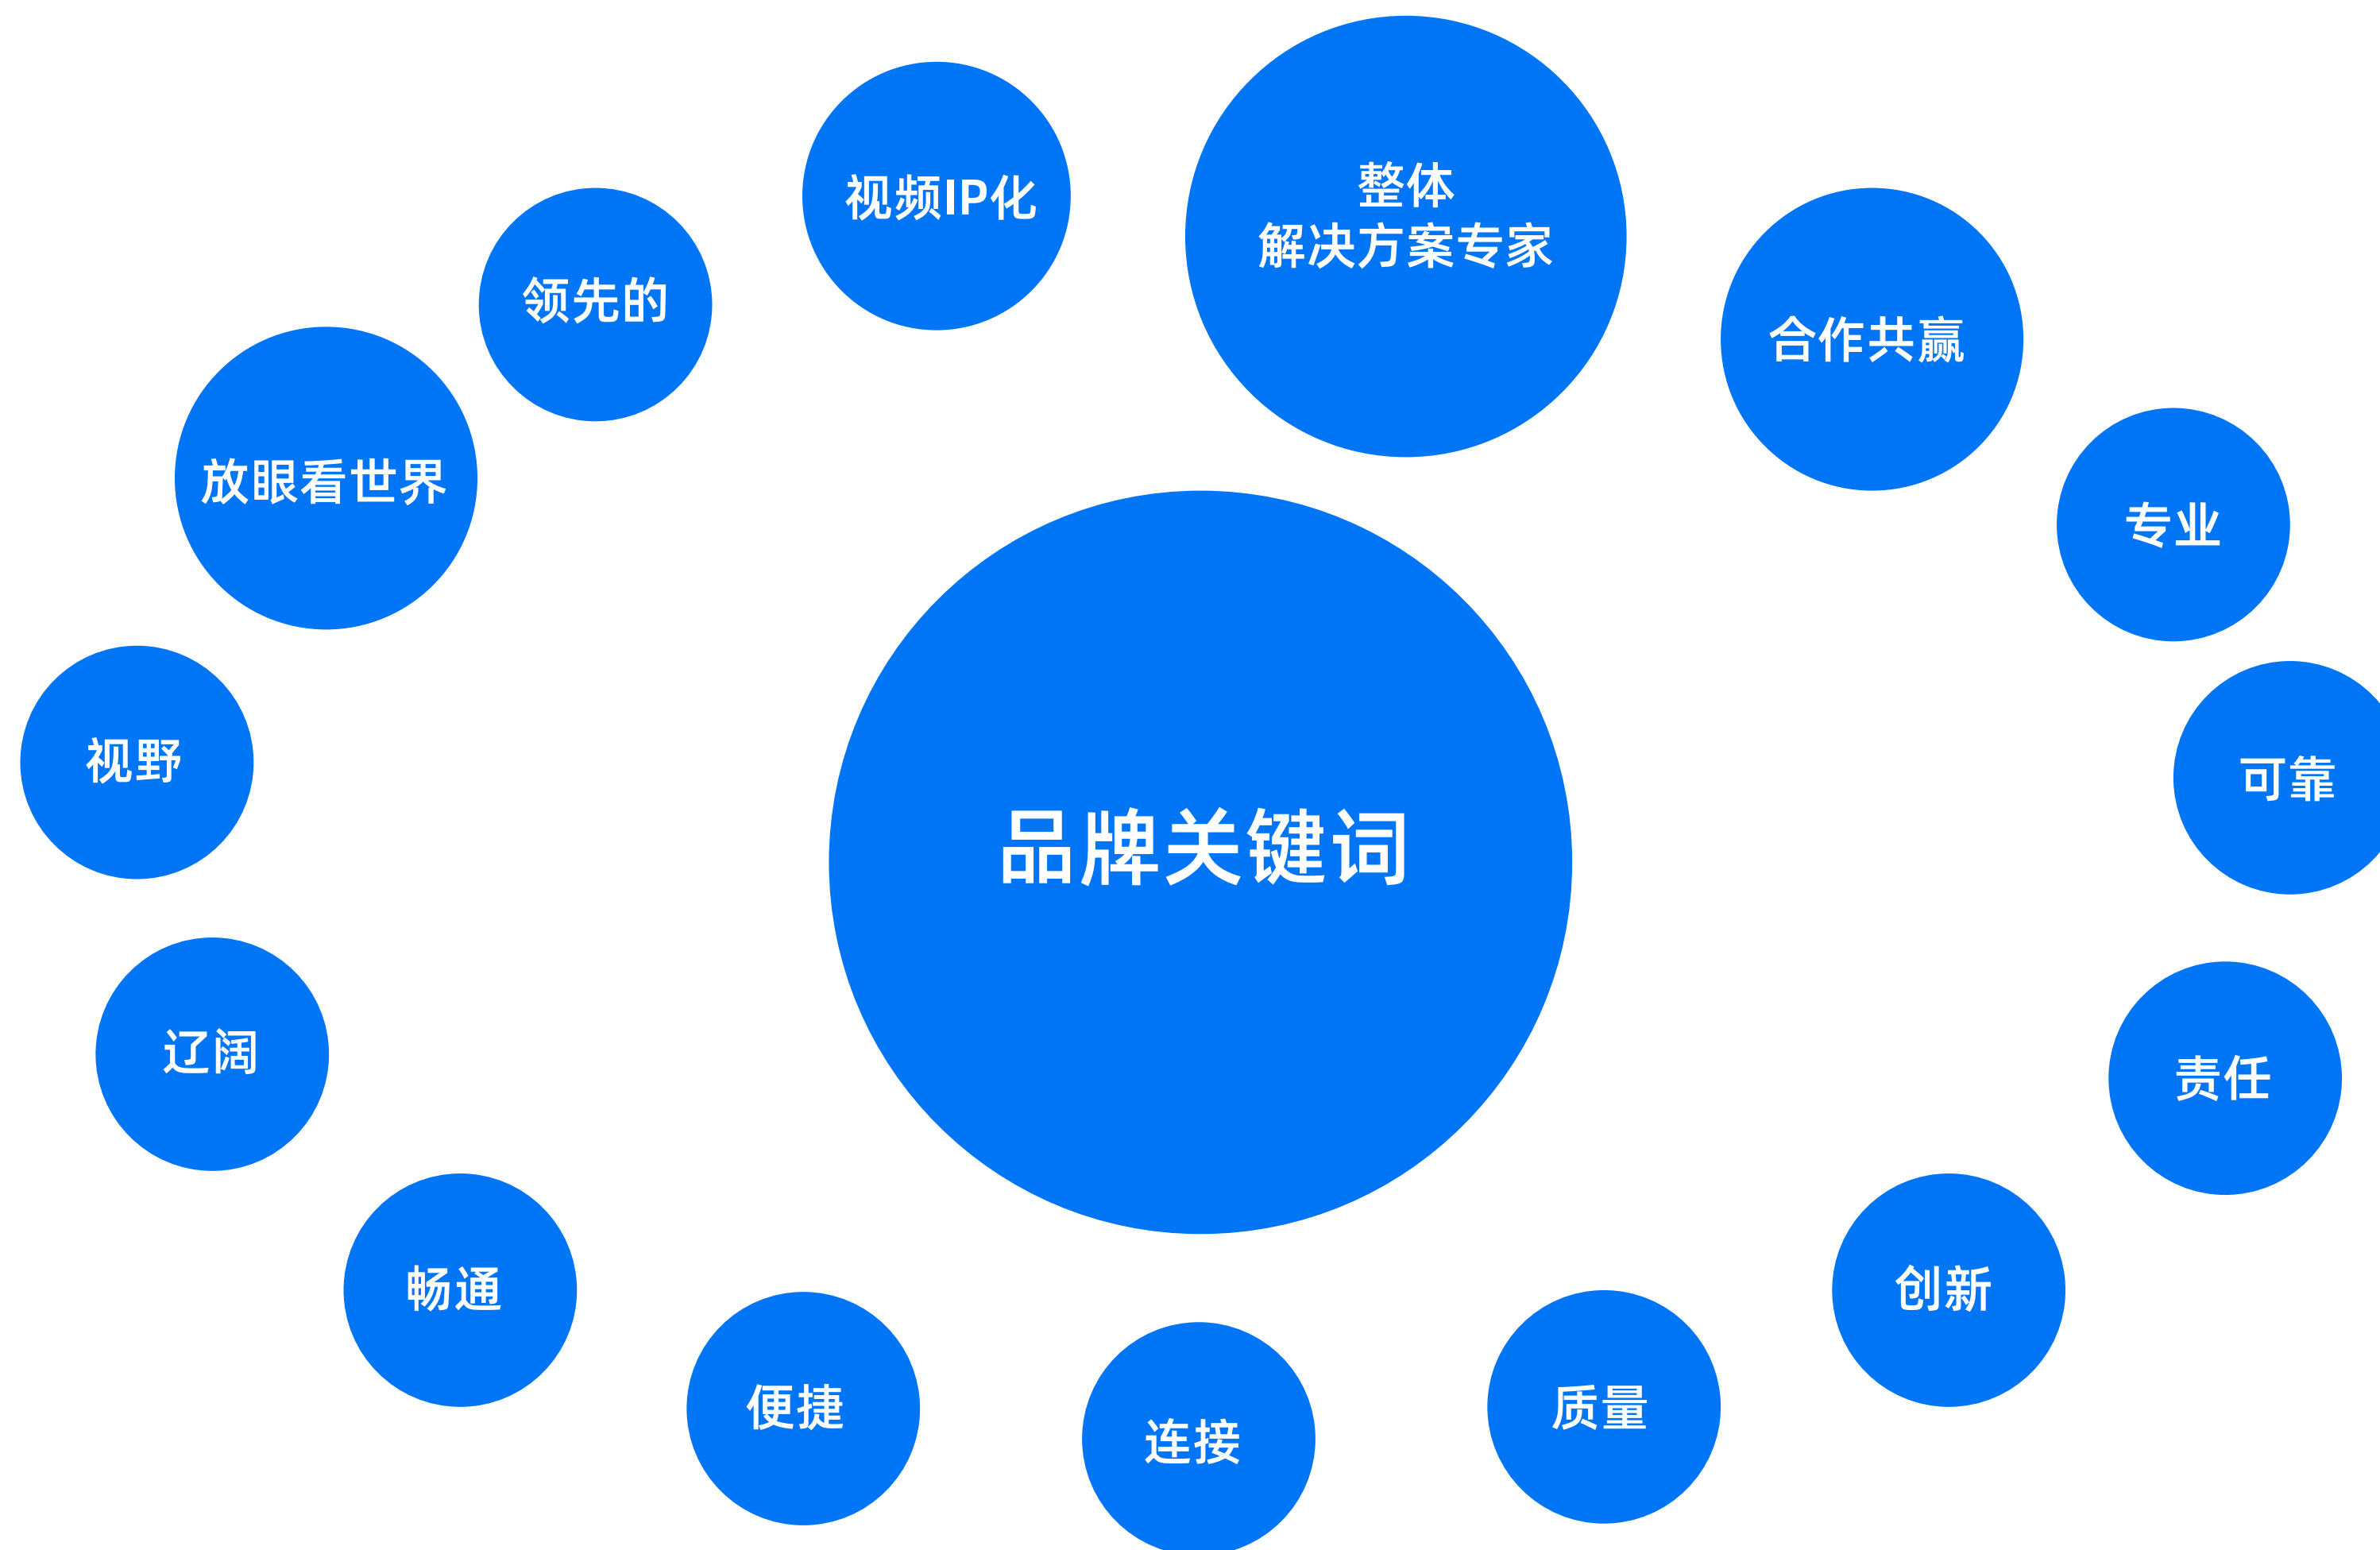 整体
解决方案专家
视频IP化
领先的
合作共赢
放眼看世界
专业
视野
可靠
品牌关键词
辽阔
责任
畅通
创新
便捷
质量
连接